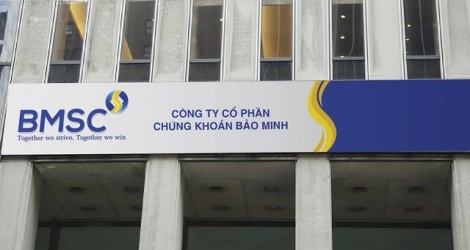 BMSC
Together we strive, Together we win
CÔNG TY CỔ PHẦN
CHỨNG KHOÁN BẢO MINH